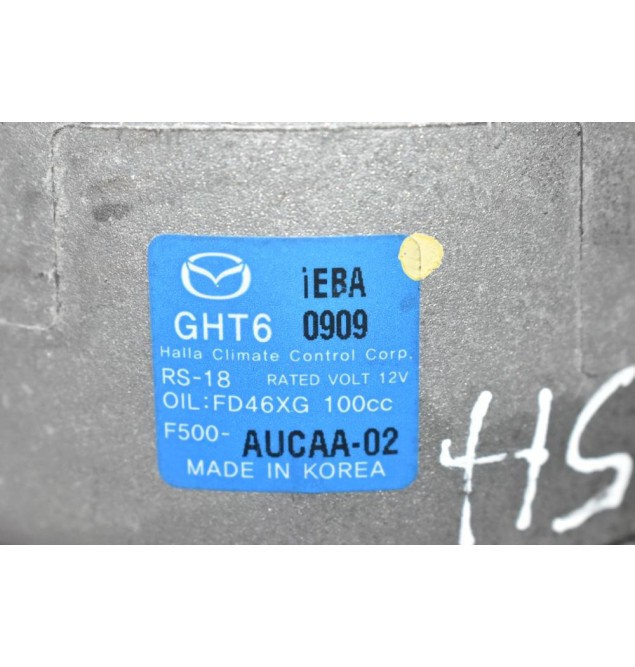 iEBA
GHT6 0909
Halla Climate Control Corp.
RS-18 RATED VOLT 12V
OIL:FD46XG 100cc
F500-AUCAA-02
MADE IN KOREA
HS